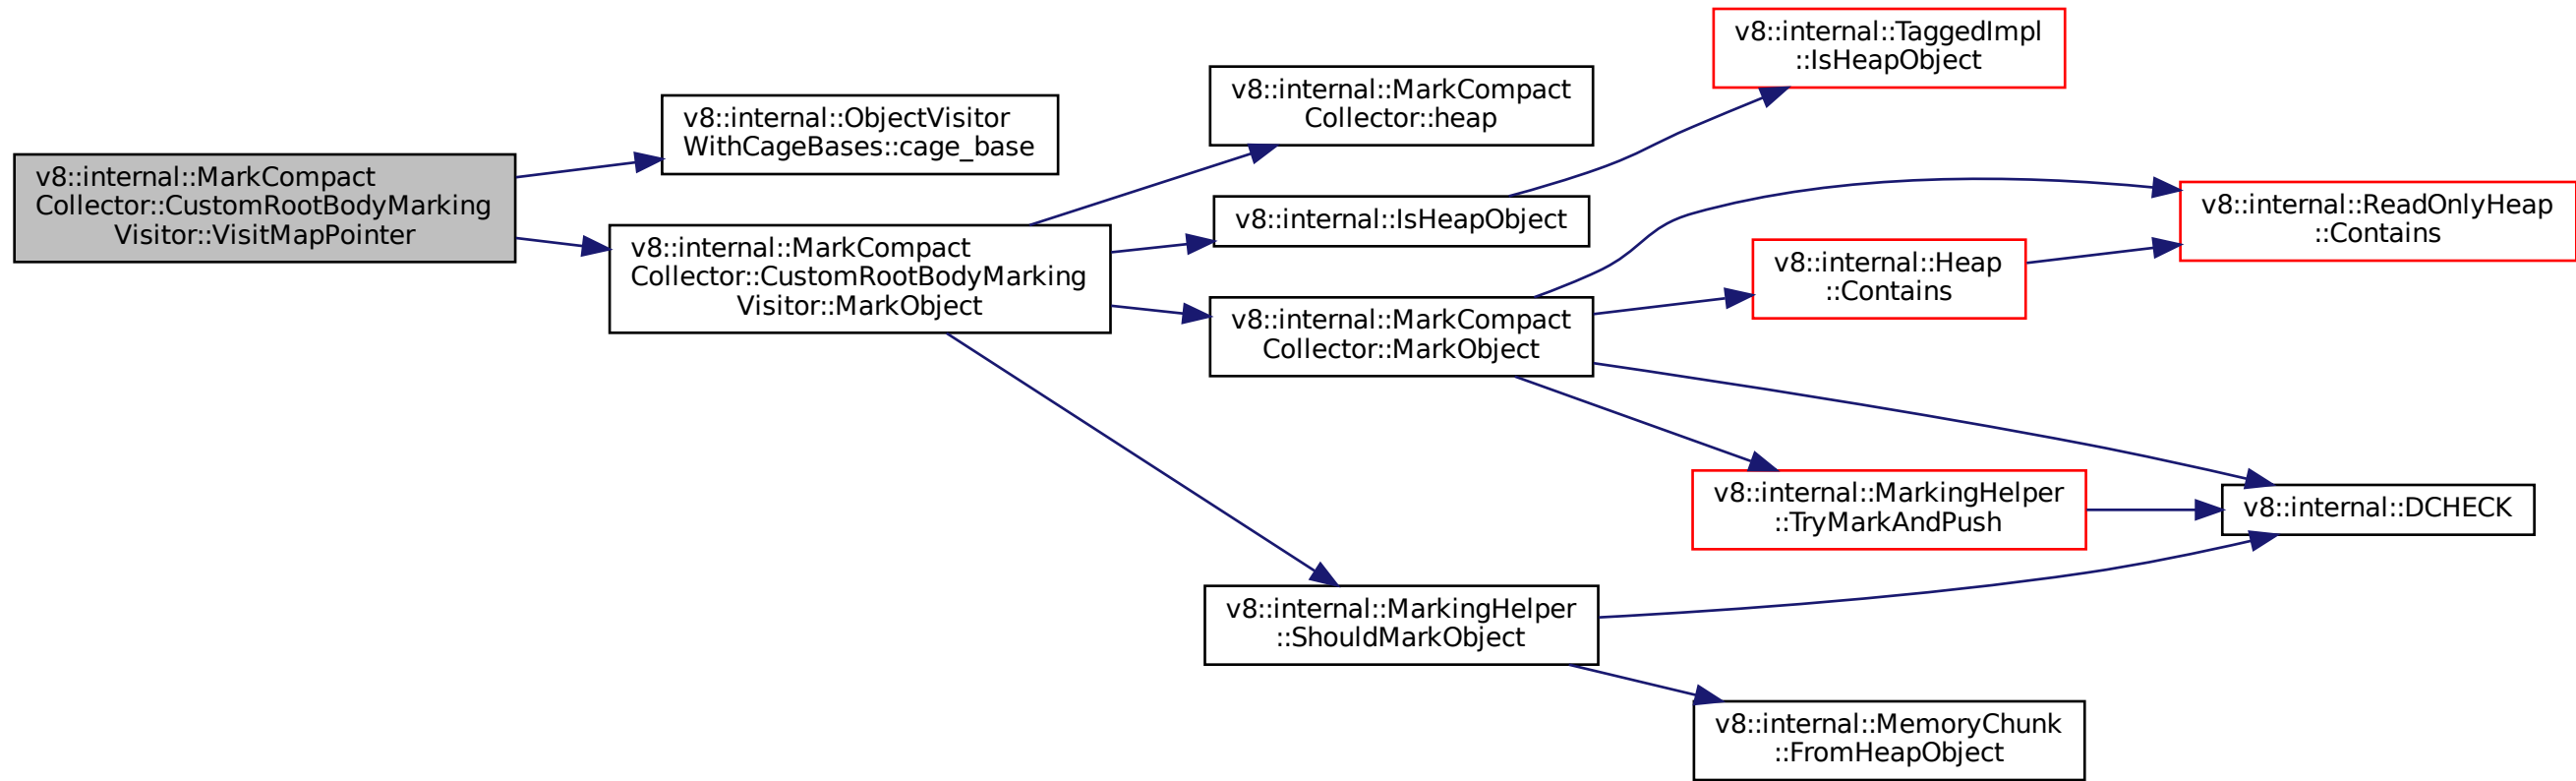 v8::internal::MarkCompact
Collector::CustomRootBodyMarking
Visitor::VisitMapPointer
v8::internal::ObjectVisitor
WithCageBases::cage_base
v8::internal::MarkCompact
Collector::CustomRootBodyMarking
Visitor::MarkObject
v8::internal::MarkCompact
Collector::heap
v8::internal::IsHeapObject
v8::internal::MarkCompact
Collector::MarkObject
v8::internal::MarkingHelper
::ShouldMarkObject
v8::internal::TaggedImpl
::IsHeapObject
v8::internal::Heap
::Contains
v8::internal::MarkingHelper
::TryMarkAndPush
v8::internal::MemoryChunk
::FromHeapObject
v8::internal::ReadOnlyHeap
::Contains
v8::internal::DCHECK